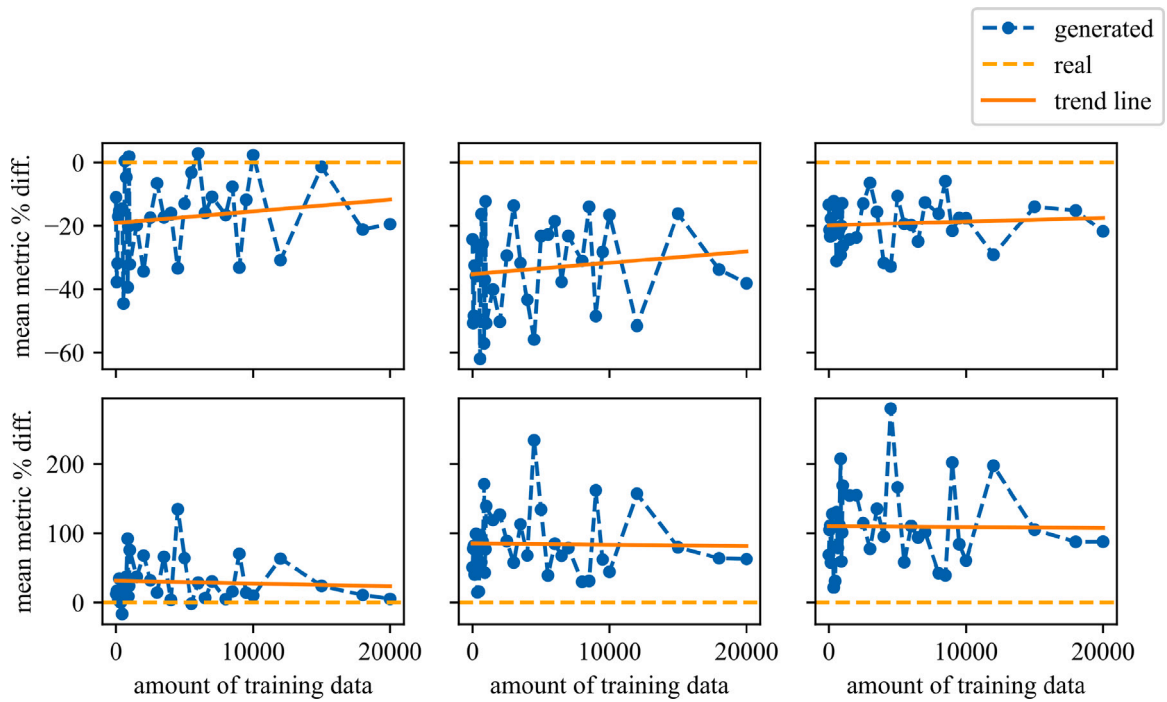 generated
real
trend line
mean metric % diff.
0
−20
−40
−60
mean metric % diff.
200
100
0
0 10000 20000
0 10000 20000
0 10000 20000
amount of training data
amount of training data
amount of training data